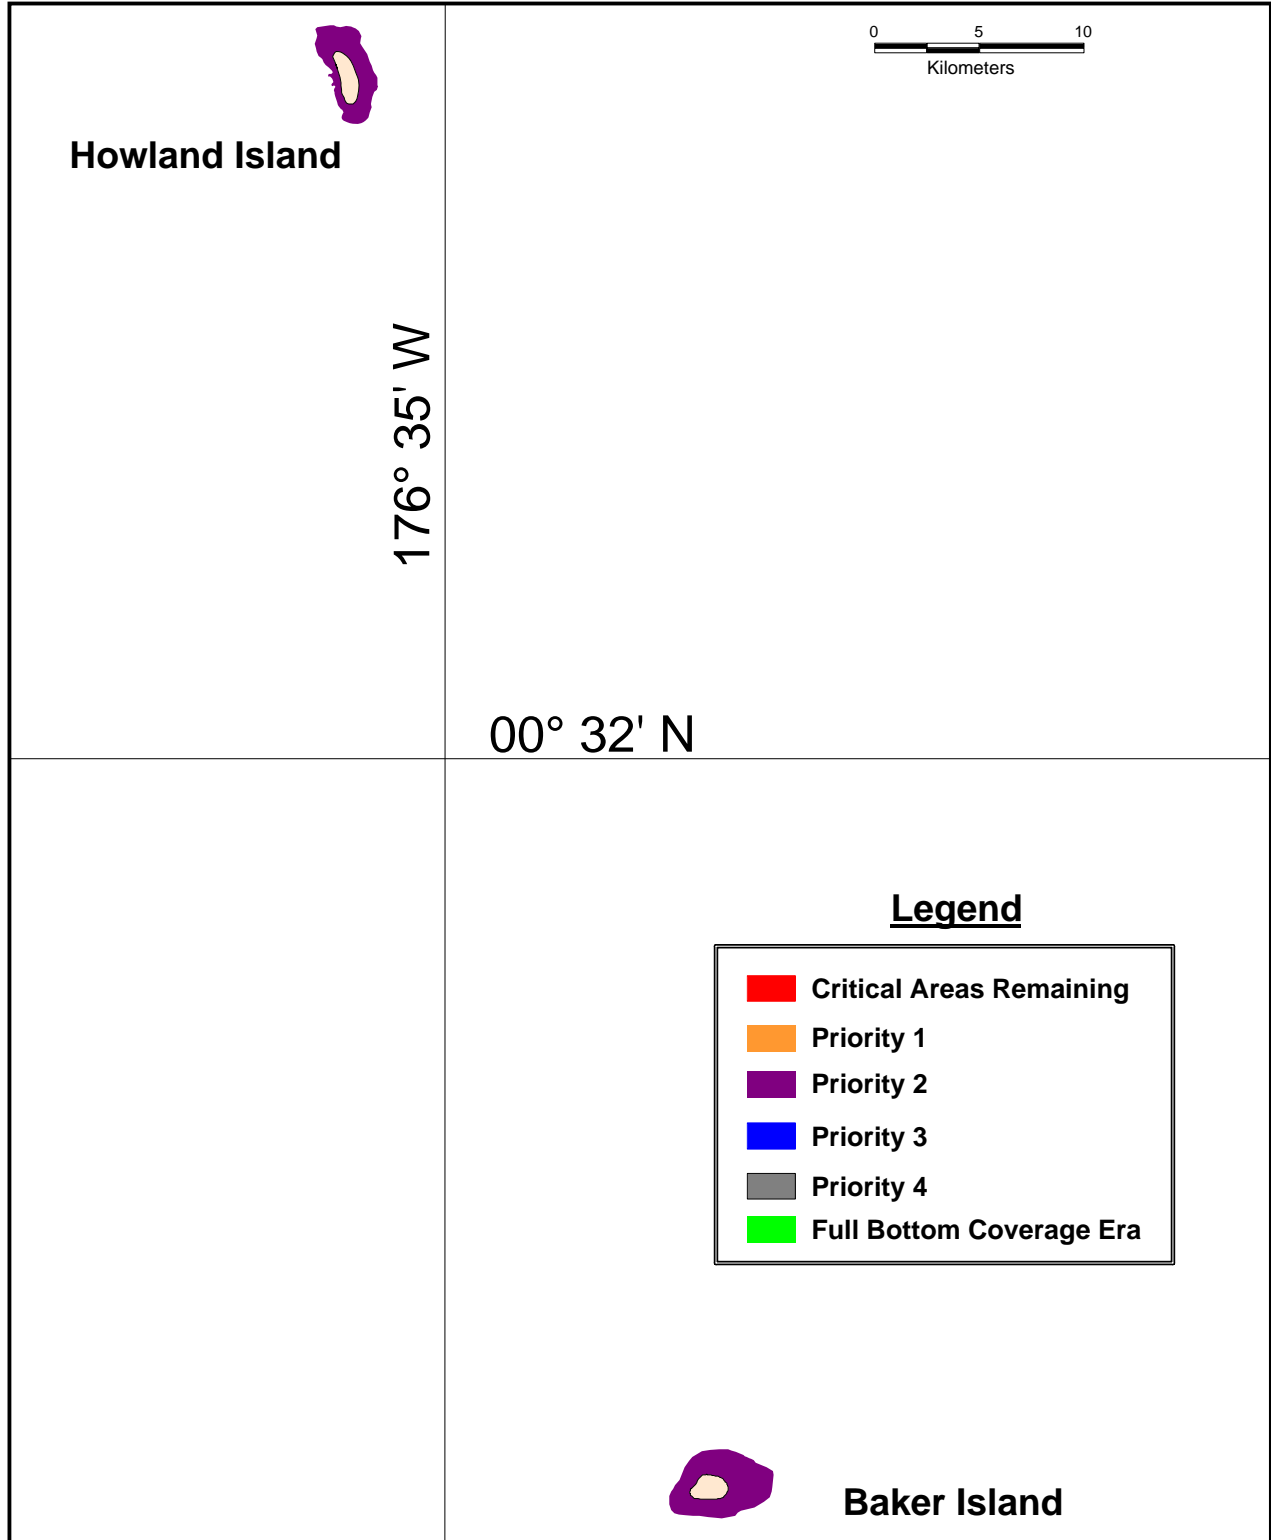 0 5 10
Kilometers
Howland Island
176° 35' W
00° 32' N
Legend
Critical Areas Remaining
Priority 1
Priority 2
Priority 3
Priority 4
Full Bottom Coverage Era
Baker Island